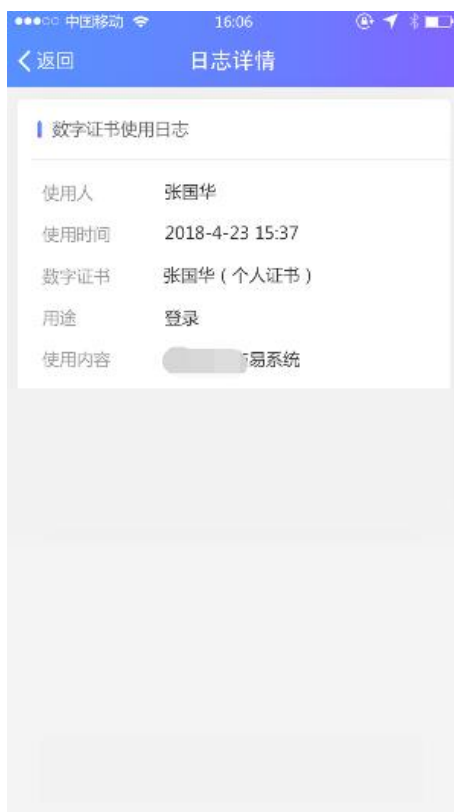 中国移动 16:06
返回 日志详情
数字证书使用日志
使用人 张国华
使用时间 2018-4-23 15:37
数字证书 张国华(个人证书)
用途 登录
使用内容 易系统